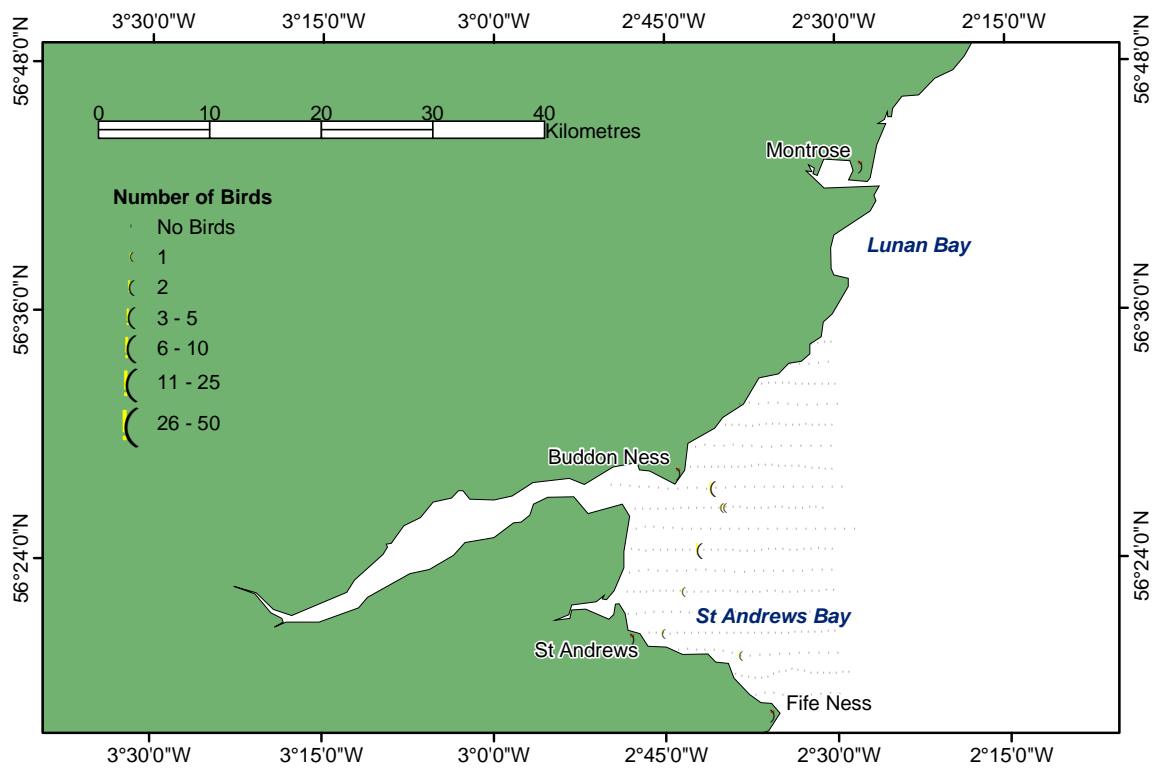 3°30'0"W 3°15'0"W 3°0'0"W 2°45'0"W 2°30'0"W 2°15'0"W
56°48'0"N 56°48'0"N
0 10 20 30 40
Kilometres
Montrose
Number of Birds
No Birds
1
2
3 - 5
6 - 10
11 - 25
26 - 50
Lunan Bay
56°36'0"N 56°36'0"N
Buddon Ness
56°24'0"N 56°24'0"N
St Andrews Bay
St Andrews
Fife Ness
3°30'0"W 3°15'0"W 3°0'0"W 2°45'0"W 2°30'0"W 2°15'0"W